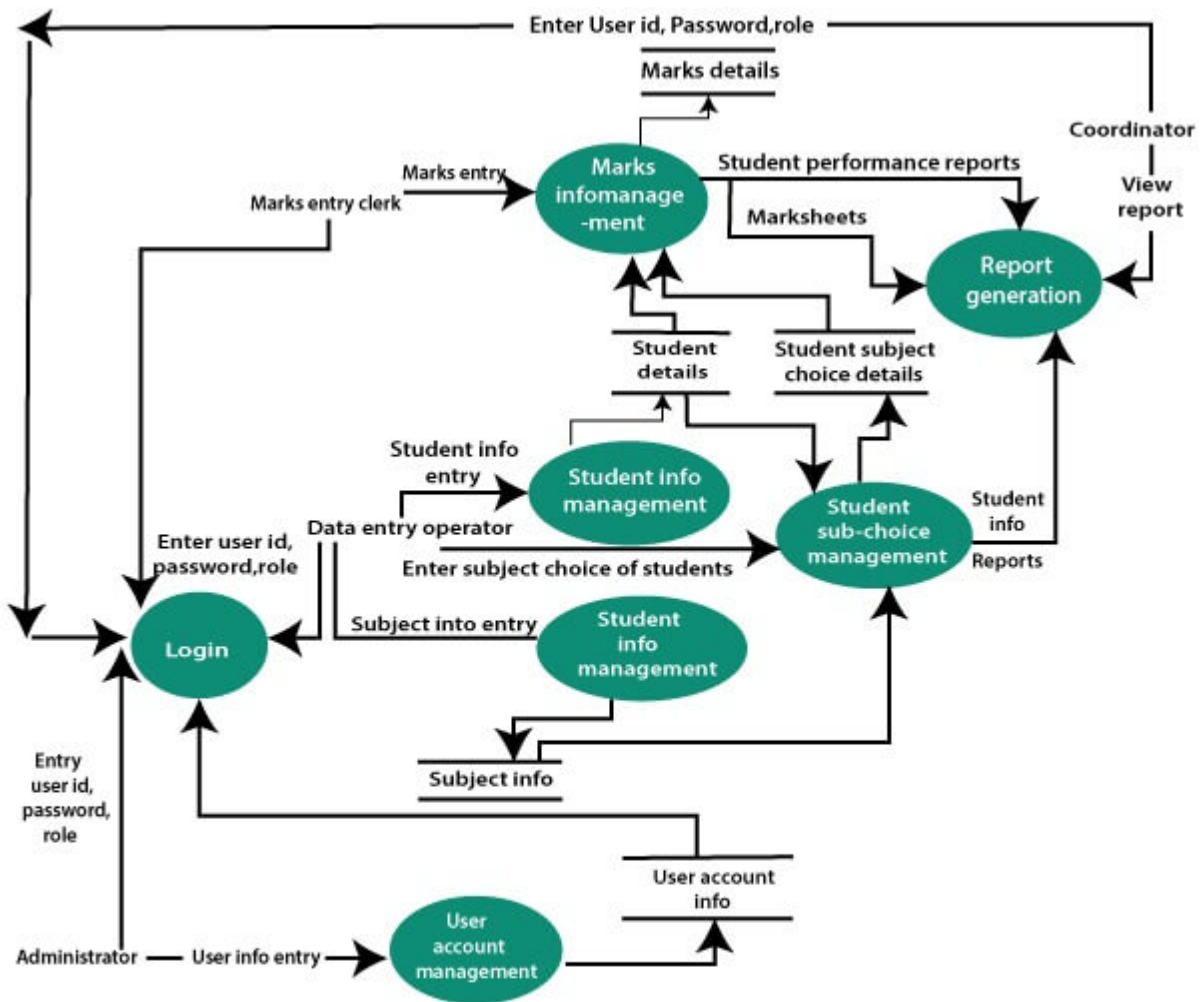 Enter User id, Password,role
Marks details
Coordinator
Marks
infomanage
-ment
Student performance reports
Marks entry
View
report
Marks entry clerk
Marksheets
Report
generation
Student
details
Student subject
choice details
Student info
entry
Student info
management
Student
sub-choice
management
Student
info
Reports
Data entry operator
Enter user id,
password,role
Enter subject choice of students
Subject into entry
Student
info
management
Login
Entry
user id,
password,
role
Subject info
User account
info
User
account
management
Administrator
User info entry